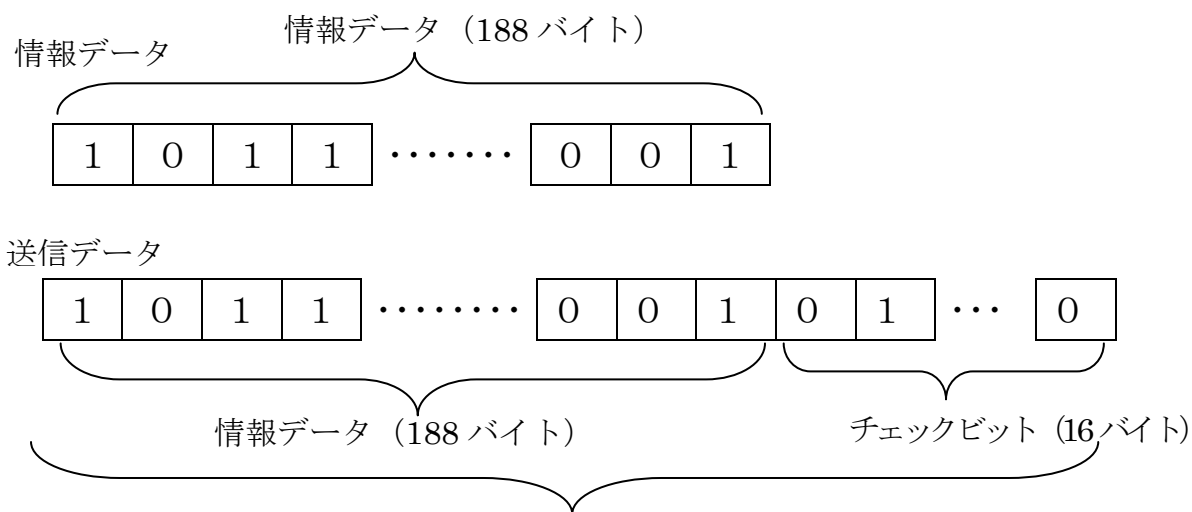 情報データ（188 バイト）
情報データ
1 0 1 1 ・・・・・・・ 0 0 1
送信データ
1 0 1 1 ・・・・・・・・ 0 0 1 0 1 ・・・ 0
情報データ（188 バイト）
チェックビット（16 バイト）